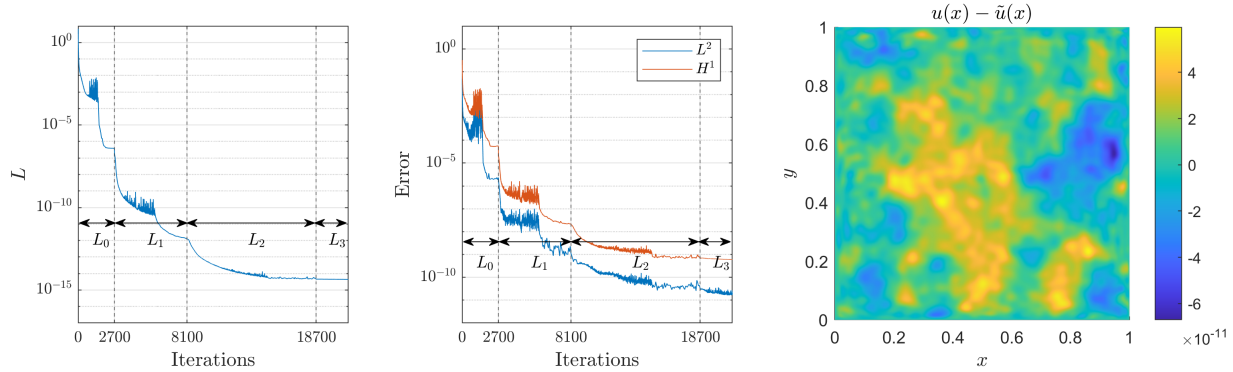 10^0
10^-5
10^-10
10^-15
L
L_0
L_1
L_2
L_3
0
2700
8100
18700
Iterations
10^0
10^-5
10^-10
Error
L^2
H^1
L_0
L_1
L_2
L_3
0
2700
8100
18700
Iterations
u(x) − ũ(x)
1
0.8
0.6
0.4
0.2
0
y
0
0.2
0.4
0.6
0.8
1
x
4
2
0
-2
-4
-6
×10^-11